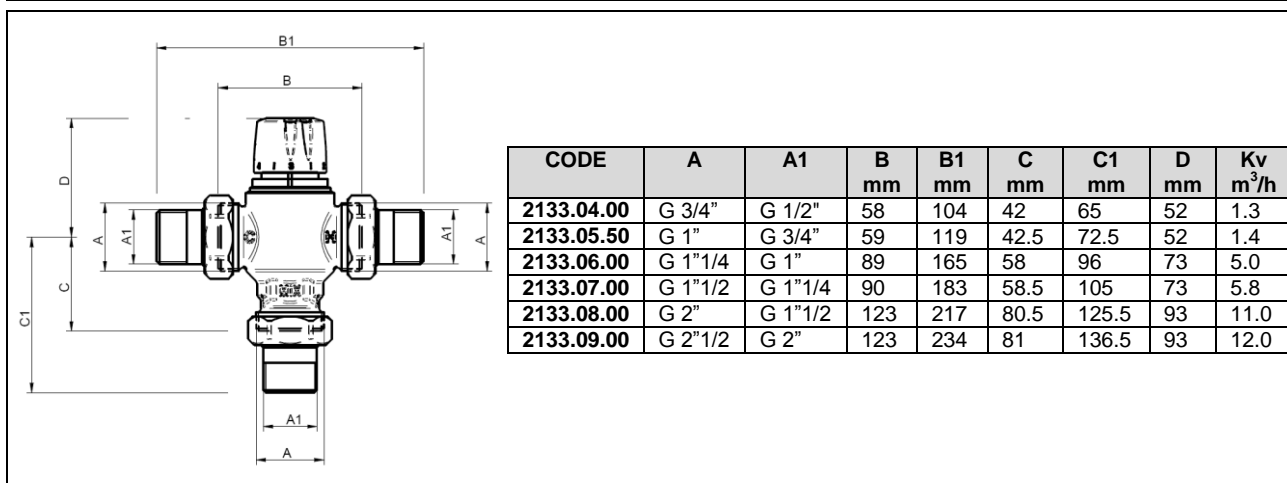 B1
B
D
A
A1
A1
A
C
C1
A1
A
CODE A A1 B mm B1 mm C mm C1 mm D mm Kv m³/h
2133.04.00 G 3/4” G 1/2" 58 104 42 65 52 1.3
2133.05.50 G 1” G 3/4” 59 119 42.5 72.5 52 1.4
2133.06.00 G 1”1/4 G 1” 89 165 58 96 73 5.0
2133.07.00 G 1”1/2 G 1”1/4 90 183 58.5 105 73 5.8
2133.08.00 G 2” G 1”1/2 123 217 80.5 125.5 93 11.0
2133.09.00 G 2”1/2 G 2” 123 234 81 136.5 93 12.0